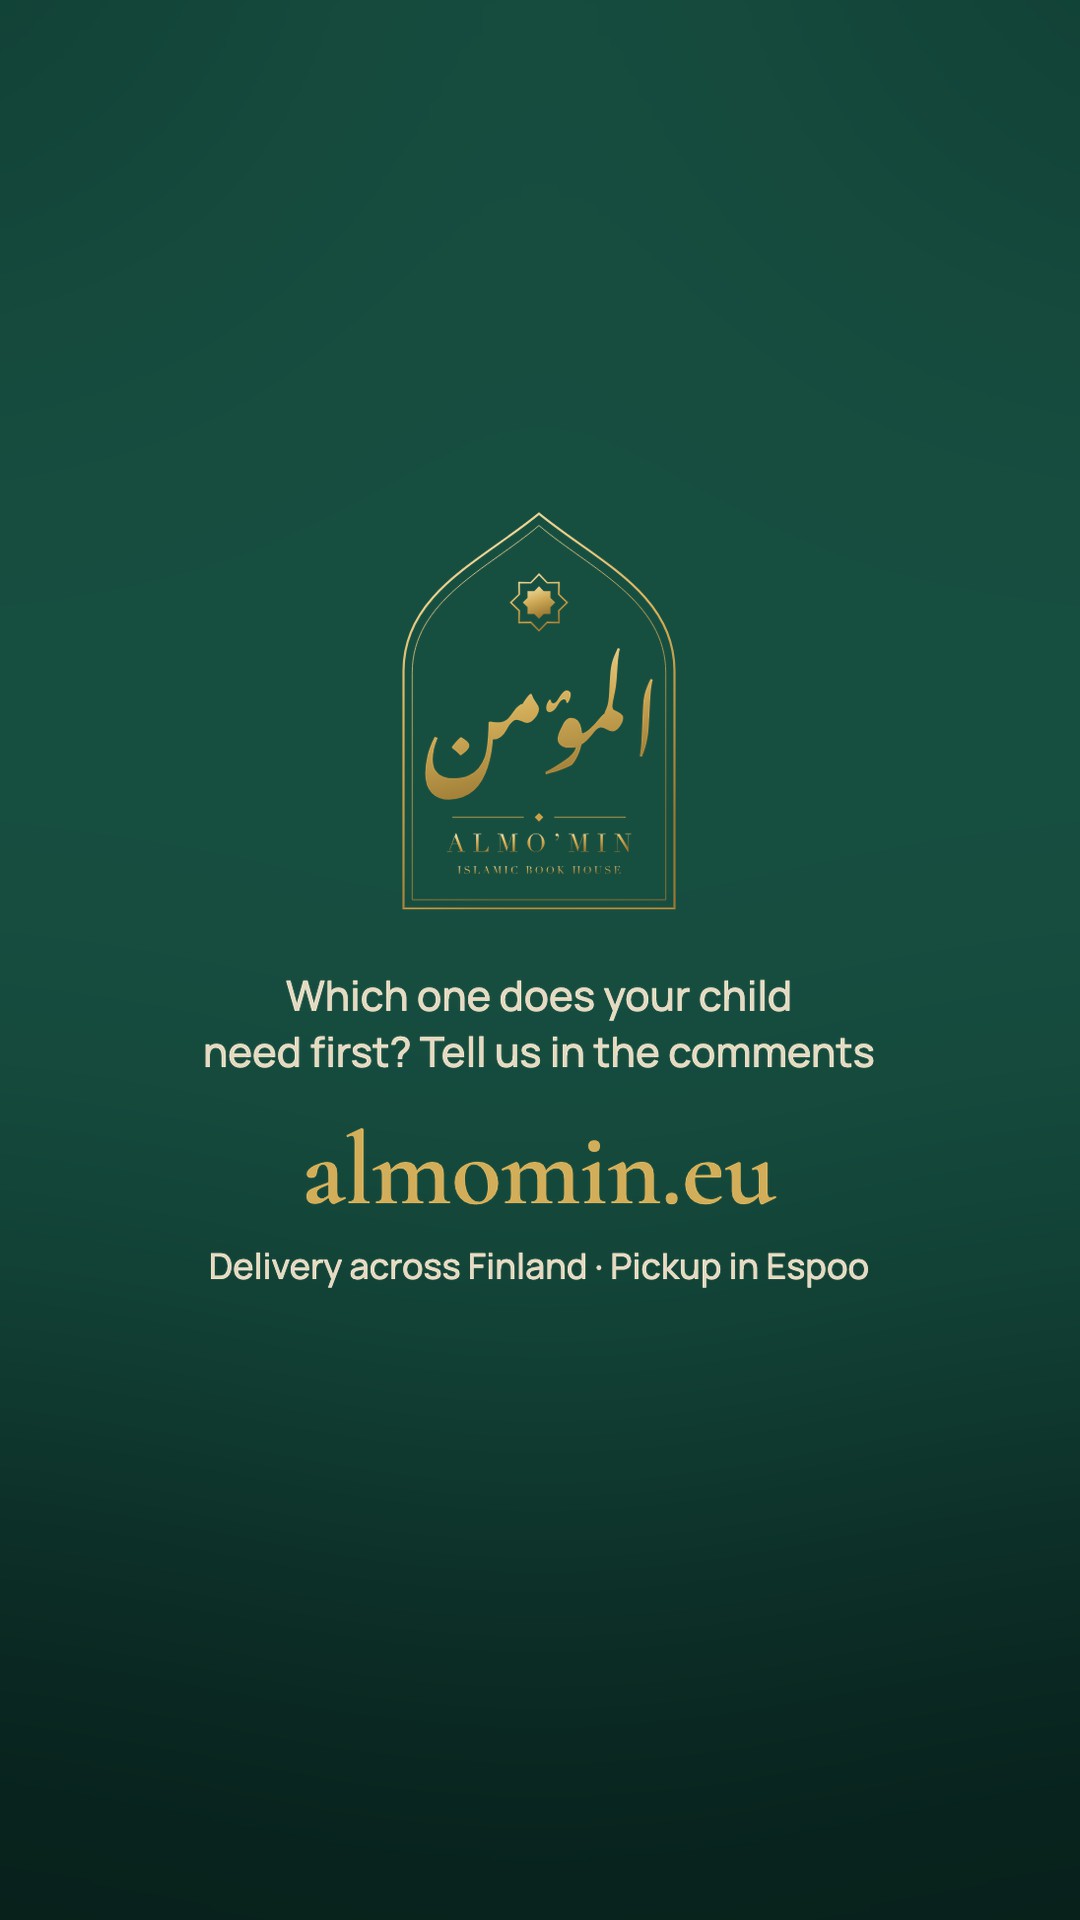 المؤمن
ALMO’MIN
ISLAMIC BOOK HOUSE
Which one does your child
need first? Tell us in the comments
almomin.eu
Delivery across Finland · Pickup in Espoo